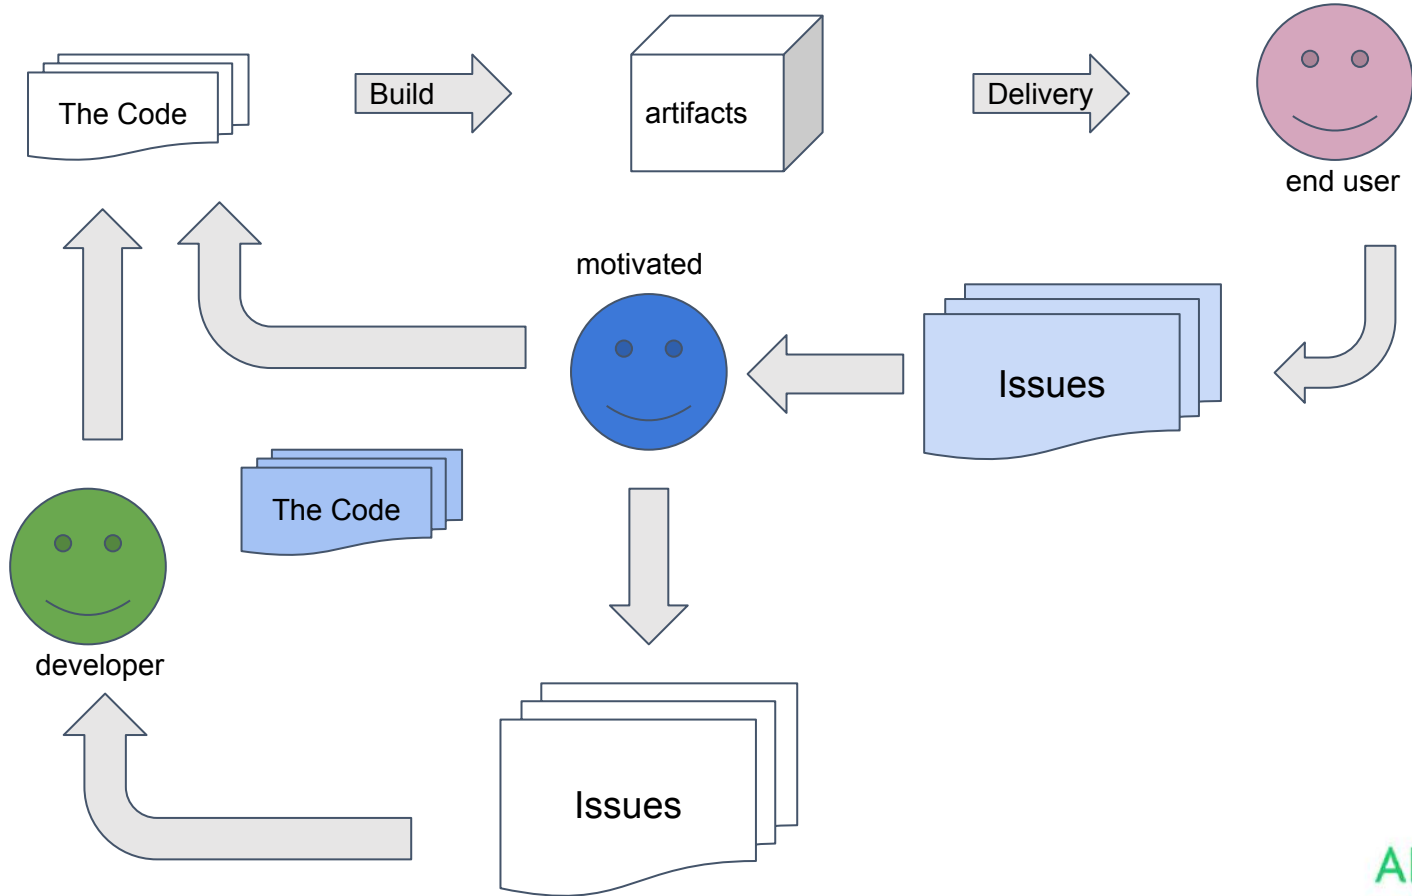 The Code
Build
artifacts
Delivery
end user
motivated
Issues
The Code
developer
Issues